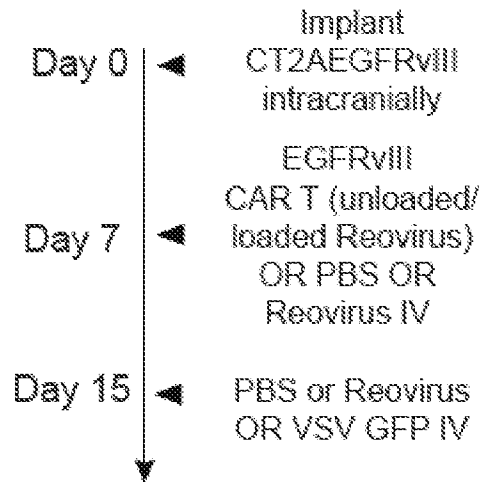 Day 0
Implant
CT2AEGFRvIII
intracranially
Day 7
EGFRvIII
CAR T (unloaded/
loaded Reovirus)
OR PBS OR
Reovirus IV
Day 15
PBS or Reovirus
OR VSV GFP IV